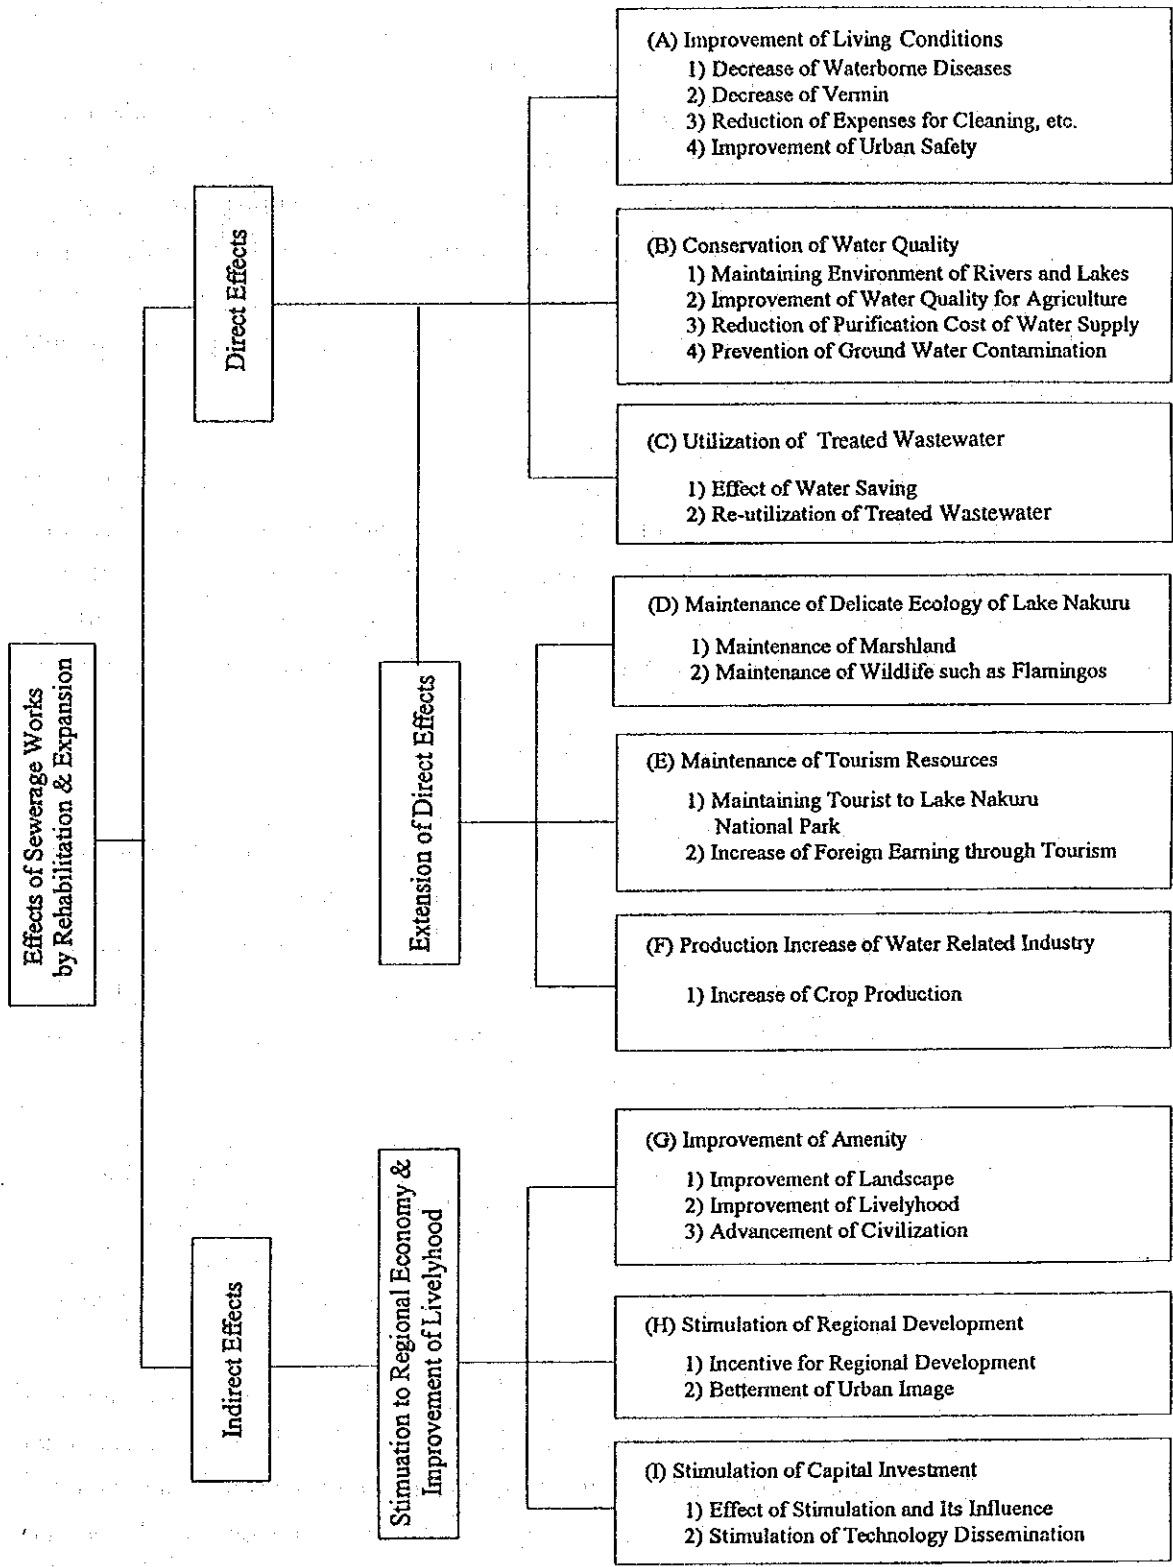 Effects of Sewerage Works
by Rehabilitation & Expansion
Direct Effects
(A) Improvement of Living Conditions
1) Decrease of Waterborne Diseases
2) Decrease of Vermin
3) Reduction of Expenses for Cleaning, etc.
4) Improvement of Urban Safety
(B) Conservation of Water Quality
1) Maintaining Environment of Rivers and Lakes
2) Improvement of Water Quality for Agriculture
3) Reduction of Purification Cost of Water Supply
4) Prevention of Ground Water Contamination
(C) Utilization of Treated Wastewater
1) Effect of Water Saving
2) Re-utilization of Treated Wastewater
Extension of Direct Effects
(D) Maintenance of Delicate Ecology of Lake Nakuru
1) Maintenance of Marshland
2) Maintenance of Wildlife such as Flamingos
(E) Maintenance of Tourism Resources
1) Maintaining Tourist to Lake Nakuru
National Park
2) Increase of Foreign Earning through Tourism
(F) Production Increase of Water Related Industry
1) Increase of Crop Production
Indirect Effects
Stimuation to Regional Economy &
Improvement of Livelyhood
(G) Improvement of Amenity
1) Improvement of Landscape
2) Improvement of Livelyhood
3) Advancement of Civilization
(H) Stimulation of Regional Development
1) Incentive for Regional Development
2) Betterment of Urban Image
(I) Stimulation of Capital Investment
1) Effect of Stimulation and Its Influence
2) Stimulation of Technology Dissemination